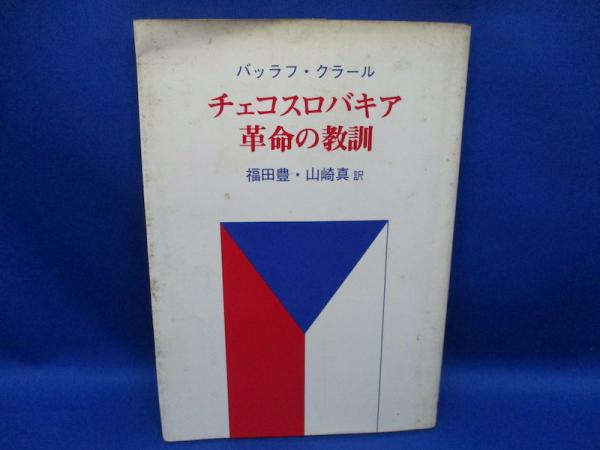 バッラフ・クラール
チェコスロバキア
革命の教訓
福田豊・山崎真 訳